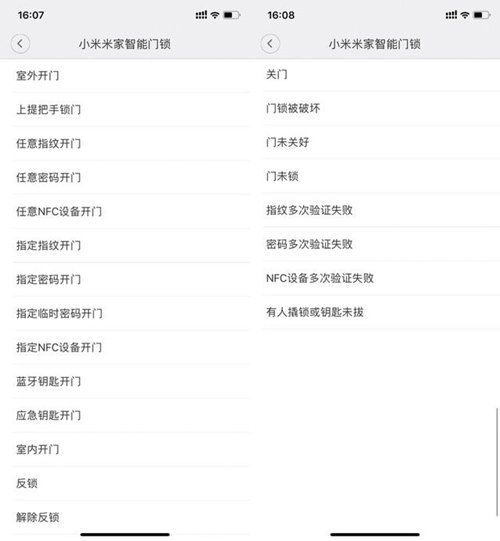 16:07
小米米家智能门锁
室外开门
上提把手锁门
任意指纹开门
任意密码开门
任意NFC设备开门
指定指纹开门
指定密码开门
指定临时密码开门
指定NFC设备开门
蓝牙钥匙开门
应急钥匙开门
室内开门
反锁
解除反锁
16:08
小米米家智能门锁
关门
门锁被破坏
门未关好
门未锁
指纹多次验证失败
密码多次验证失败
NFC设备多次验证失败
有人撬锁或钥匙未拔